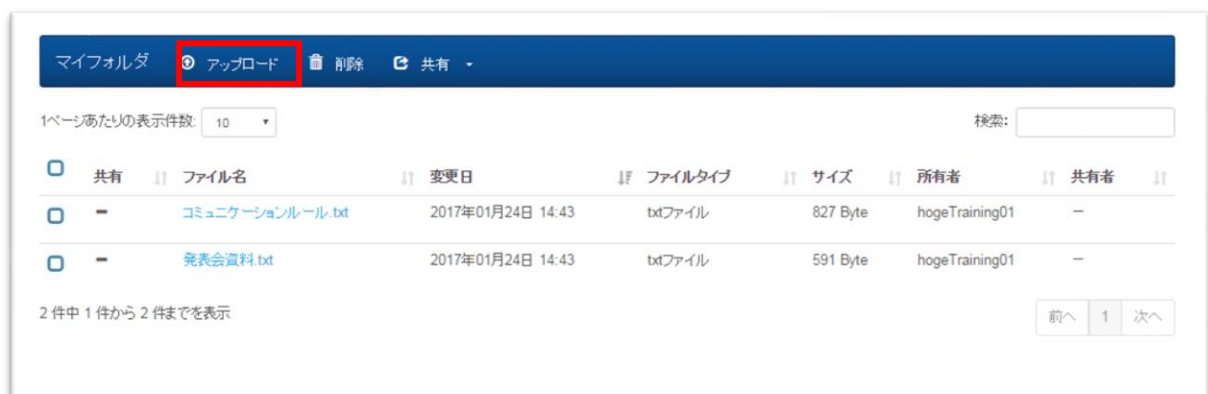 マイフォルダ アップロード 削除 共有
1ページあたりの表示件数: 10 検索:
共有 ファイル名 変更日 ファイルタイプ サイズ 所有者 共有者
ー コミュニケーションルール.txt 2017年01月24日 14:43 txtファイル 827 Byte hogeTraining01 ー
ー 発表会資料.txt 2017年01月24日 14:43 txtファイル 591 Byte hogeTraining01 ー
2 件中 1 件から 2 件までを表示 前へ 1 次へ